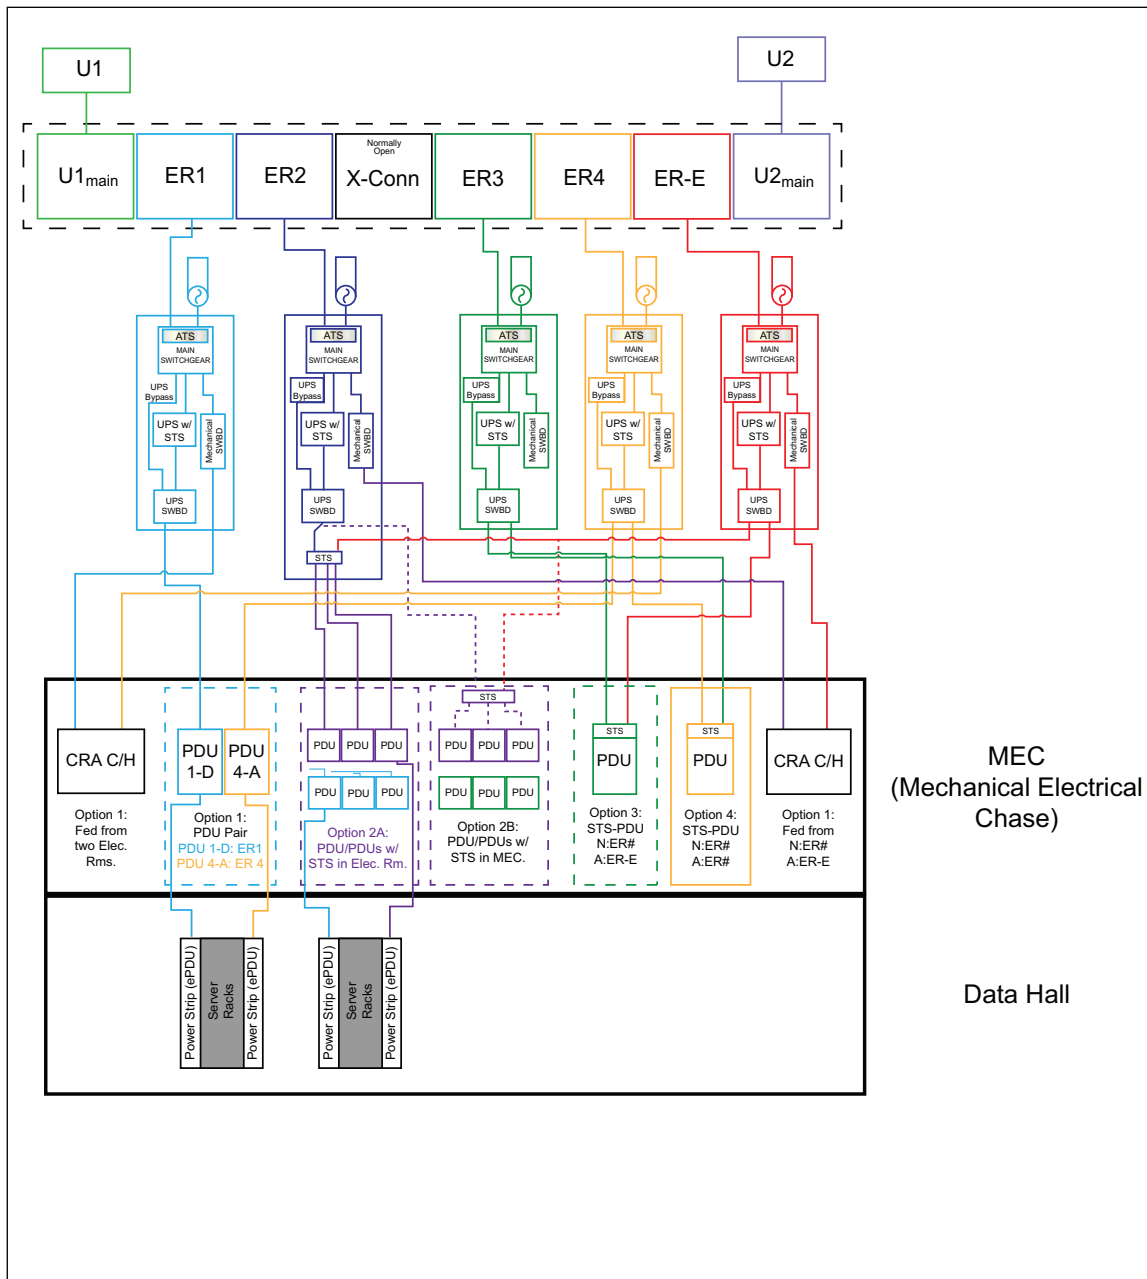 U1
U2
U1main
ER1
ER2
Normally
Open
X-Conn
ER3
ER4
ER-E
U2main
ATS
MAIN
SWITCHGEAR
UPS
Bypass
UPS w/
STS
Mechanical
SWBD
UPS
SWBD
ATS
MAIN
SWITCHGEAR
UPS
Bypass
UPS w/
STS
Mechanical
SWBD
UPS
SWBD
STS
ATS
MAIN
SWITCHGEAR
UPS
Bypass
UPS w/
STS
Mechanical
SWBD
UPS
SWBD
ATS
MAIN
SWITCHGEAR
UPS
Bypass
UPS w/
STS
Mechanical
SWBD
UPS
SWBD
ATS
MAIN
SWITCHGEAR
UPS
Bypass
UPS w/
STS
Mechanical
SWBD
UPS
SWBD
CRA C/H
Option 1:
Fed from
two Elec.
Rms.
PDU
1-D
PDU
4-A
Option 1:
PDU Pair
PDU 1-D: ER1
PDU 4-A: ER 4
PDU
PDU
PDU
PDU
PDU
PDU
Option 2A:
PDU/PDUs w/
STS in Elec. Rm.
STS
PDU
PDU
PDU
PDU
PDU
PDU
Option 2B:
PDU/PDUs w/
STS in MEC.
STS
PDU
Option 3:
STS-PDU
N:ER#
A:ER-E
STS
PDU
Option 4:
STS-PDU
N:ER#
A:ER#
CRA C/H
Option 1:
Fed from
N:ER#
A:ER-E
MEC
(Mechanical Electrical
Chase)
Power Strip (ePDU)
Server
Racks
Power Strip (ePDU)
Power Strip (ePDU)
Server
Racks
Power Strip (ePDU)
Data Hall